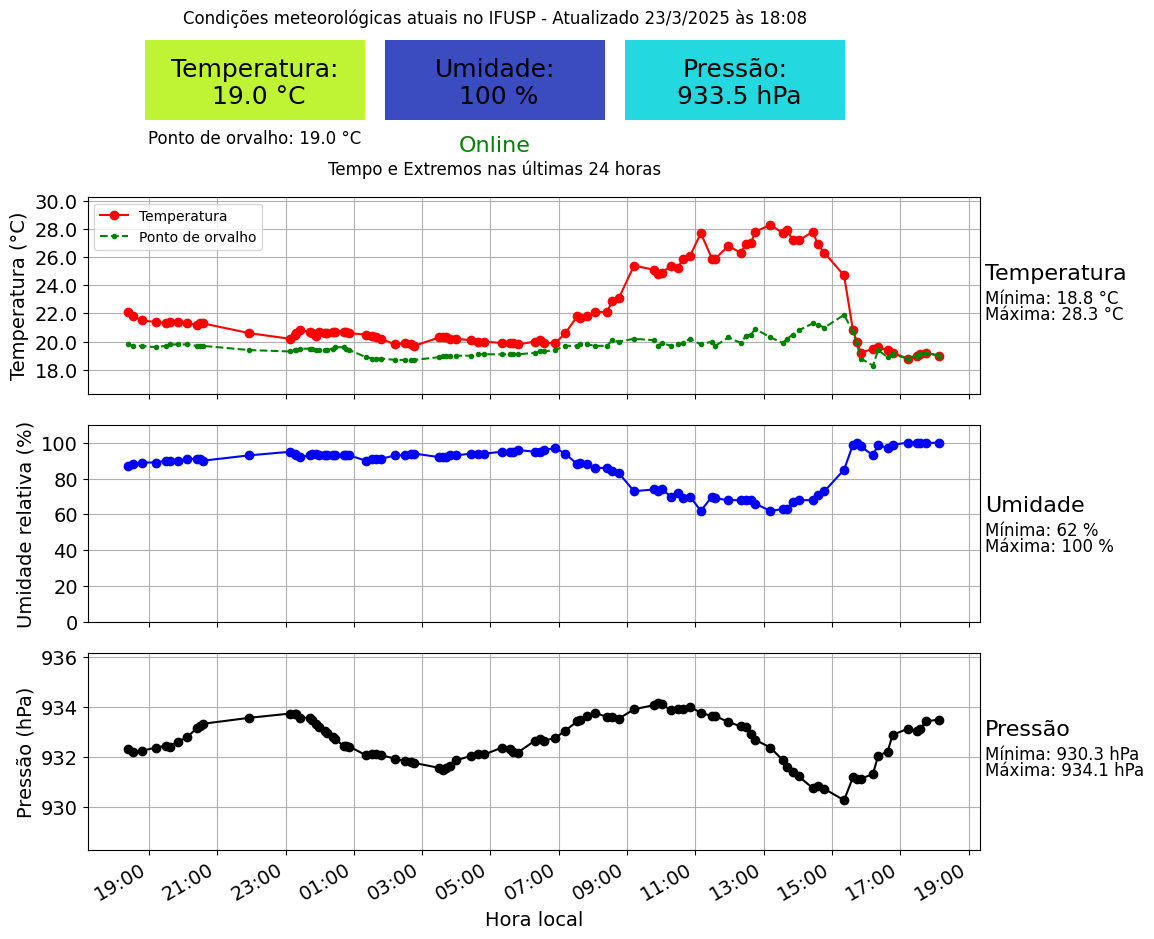 Condições meteorológicas atuais no IFUSP - Atualizado 23/3/2025 às 18:08
Temperatura:
19.0 °C
Umidade:
100 %
Pressão:
933.5 hPa
Ponto de orvalho: 19.0 °C
Online
Tempo e Extremos nas últimas 24 horas
Temperatura (°C)
30.0
28.0
26.0
24.0
22.0
20.0
18.0
Temperatura
Ponto de orvalho
Temperatura
Mínima: 18.8 °C
Máxima: 28.3 °C
Umidade relativa (%)
100
80
60
40
20
0
Umidade
Mínima: 62 %
Máxima: 100 %
Pressão (hPa)
936
934
932
930
Pressão
Mínima: 930.3 hPa
Máxima: 934.1 hPa
19:00 21:00 23:00 01:00 03:00 05:00 07:00 09:00 11:00 13:00 15:00 17:00 19:00
Hora local